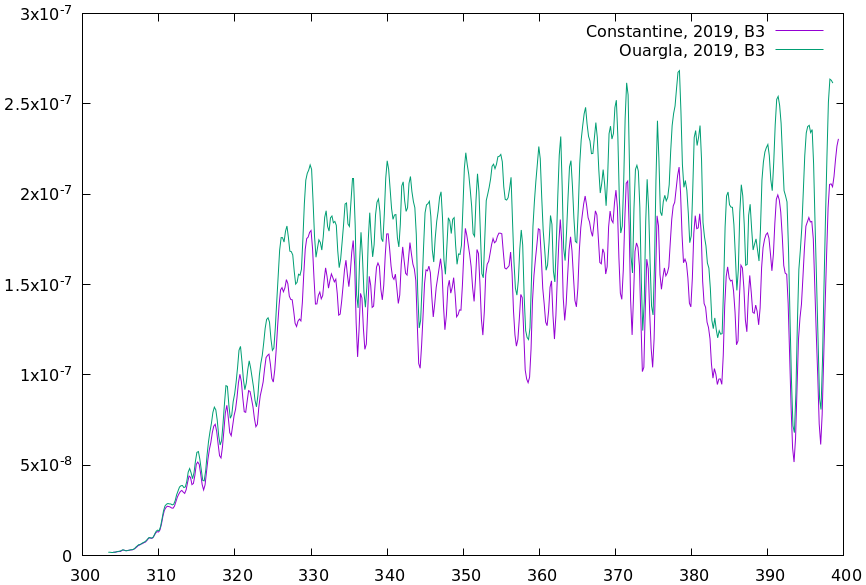 3x10-7
2.5x10-7
2x10-7
1.5x10-7
1x10-7
5x10-8
0
Constantine, 2019, B3
Ouargla, 2019, B3
300 310 320 330 340 350 360 370 380 390 400